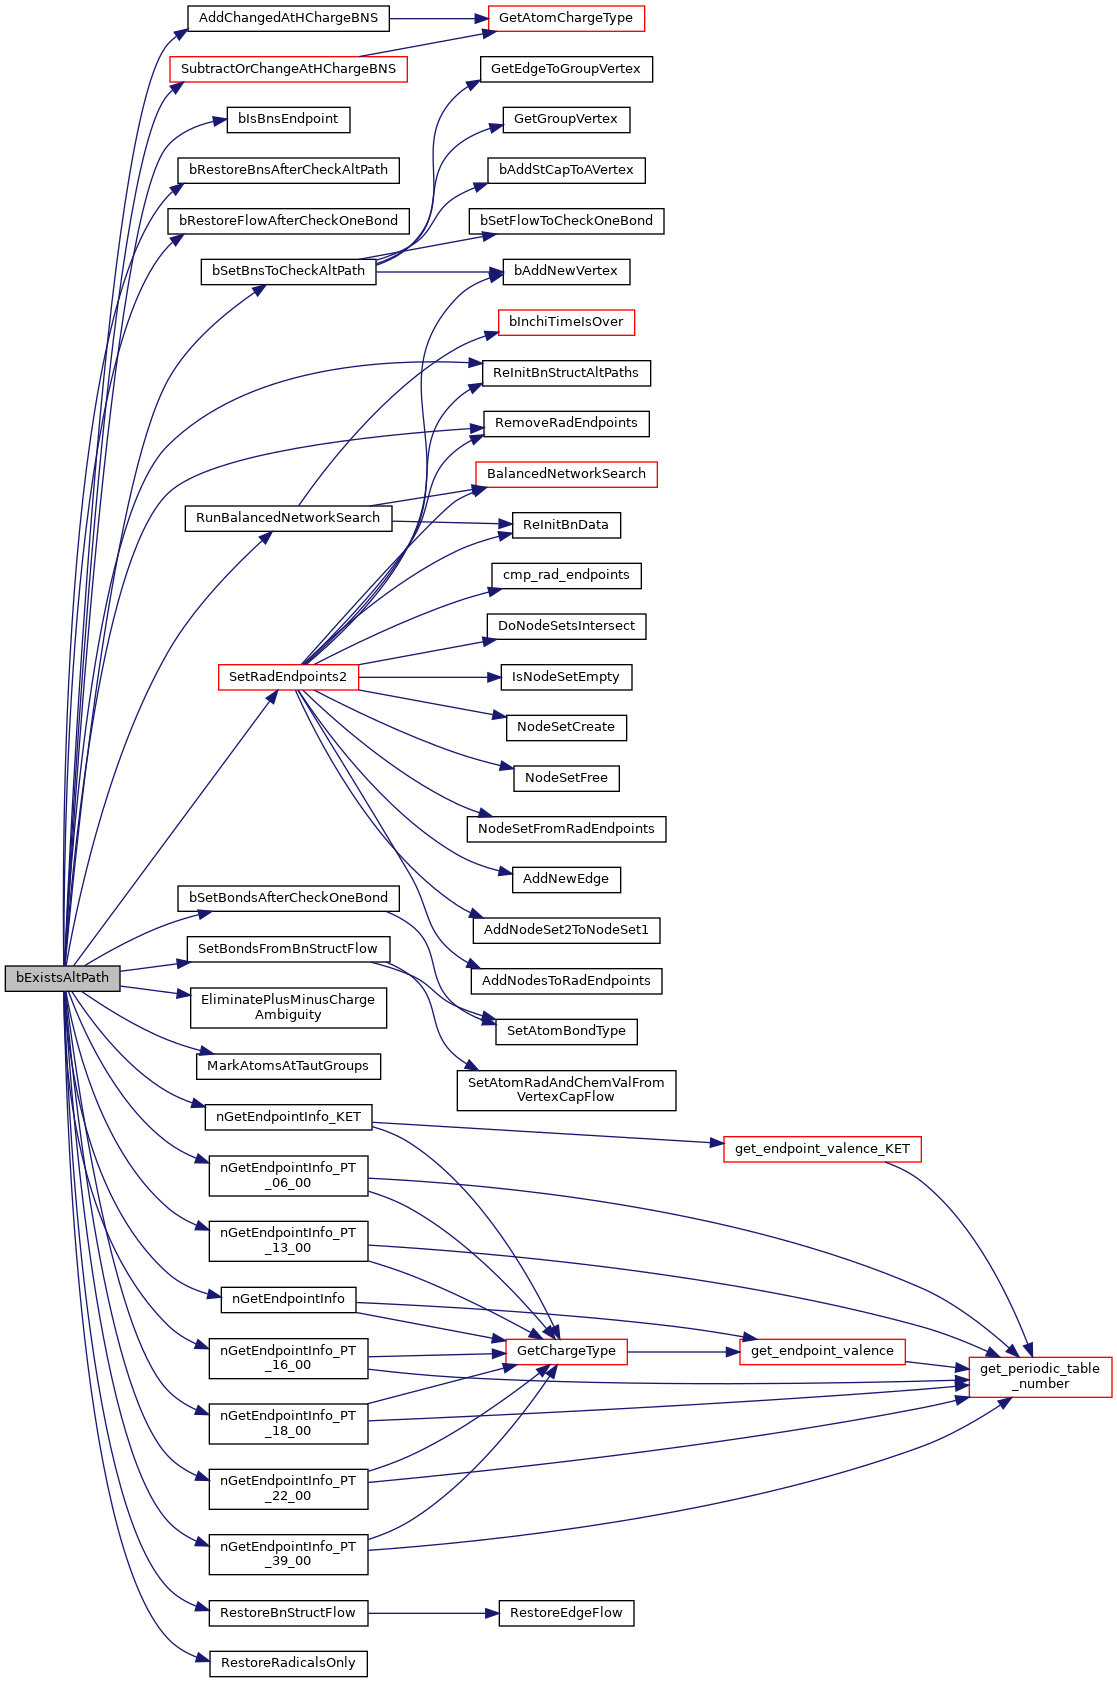 AddChangedAtHChargeBNS
GetAtomChargeType
SubtractOrChangeAtHChargeBNS
GetEdgeToGroupVertex
bIsBnsEndpoint
GetGroupVertex
bRestoreBnsAfterCheckAltPath
bAddStCapToAVertex
bRestoreFlowAfterCheckOneBond
bSetFlowToCheckOneBond
bSetBnsToCheckAltPath
bAddNewVertex
bInchiTimeIsOver
ReInitBnStructAltPaths
RemoveRadEndpoints
BalancedNetworkSearch
RunBalancedNetworkSearch
ReInitBnData
cmp_rad_endpoints
DoNodeSetsIntersect
SetRadEndpoints2
IsNodeSetEmpty
NodeSetCreate
NodeSetFree
NodeSetFromRadEndpoints
AddNewEdge
bSetBondsAfterCheckOneBond
AddNodeSet2ToNodeSet1
SetBondsFromBnStructFlow
bExistsAltPath
AddNodesToRadEndpoints
EliminatePlusMinusCharge
Ambiguity
SetAtomBondType
MarkAtomsAtTautGroups
SetAtomRadAndChemValFrom
VertexCapFlow
nGetEndpointInfo_KET
get_endpoint_valence_KET
nGetEndpointInfo_PT
_06_00
nGetEndpointInfo_PT
_13_00
nGetEndpointInfo
nGetEndpointInfo_PT
_16_00
GetChargeType
get_endpoint_valence
get_periodic_table
_number
nGetEndpointInfo_PT
_18_00
nGetEndpointInfo_PT
_22_00
nGetEndpointInfo_PT
_39_00
RestoreBnStructFlow
RestoreEdgeFlow
RestoreRadicalsOnly